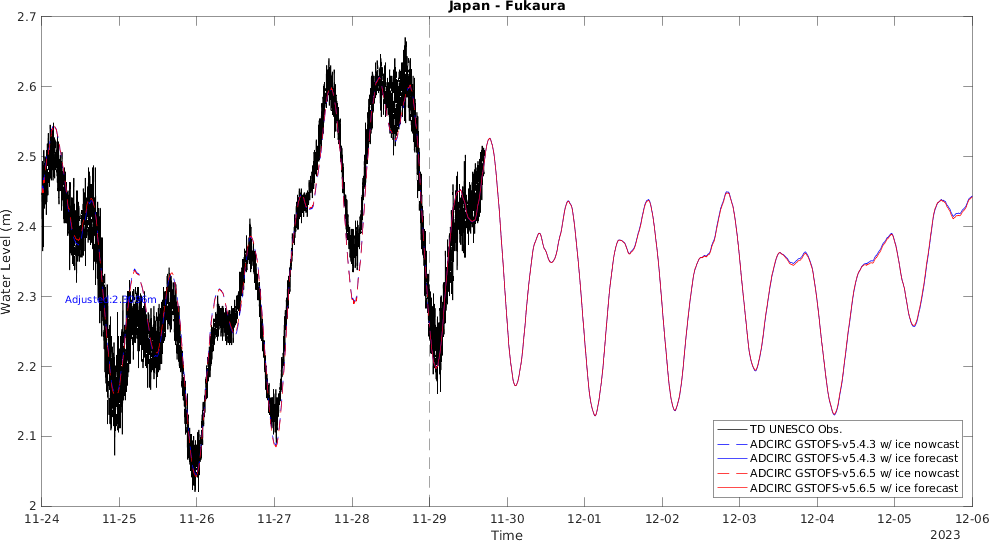 Japan - Fukaura
Water Level (m)
2.7
2.6
2.5
2.4
2.3
2.2
2.1
2
11-24
11-25
11-26
11-27
11-28
11-29
11-30
12-01
12-02
12-03
12-04
12-05
12-06
Time
2023
TD UNESCO Obs.
ADCIRC GSTOFS-v5.4.3 w/ ice nowcast
ADCIRC GSTOFS-v5.4.3 w/ ice forecast
ADCIRC GSTOFS-v5.6.5 w/ ice nowcast
ADCIRC GSTOFS-v5.6.5 w/ ice forecast